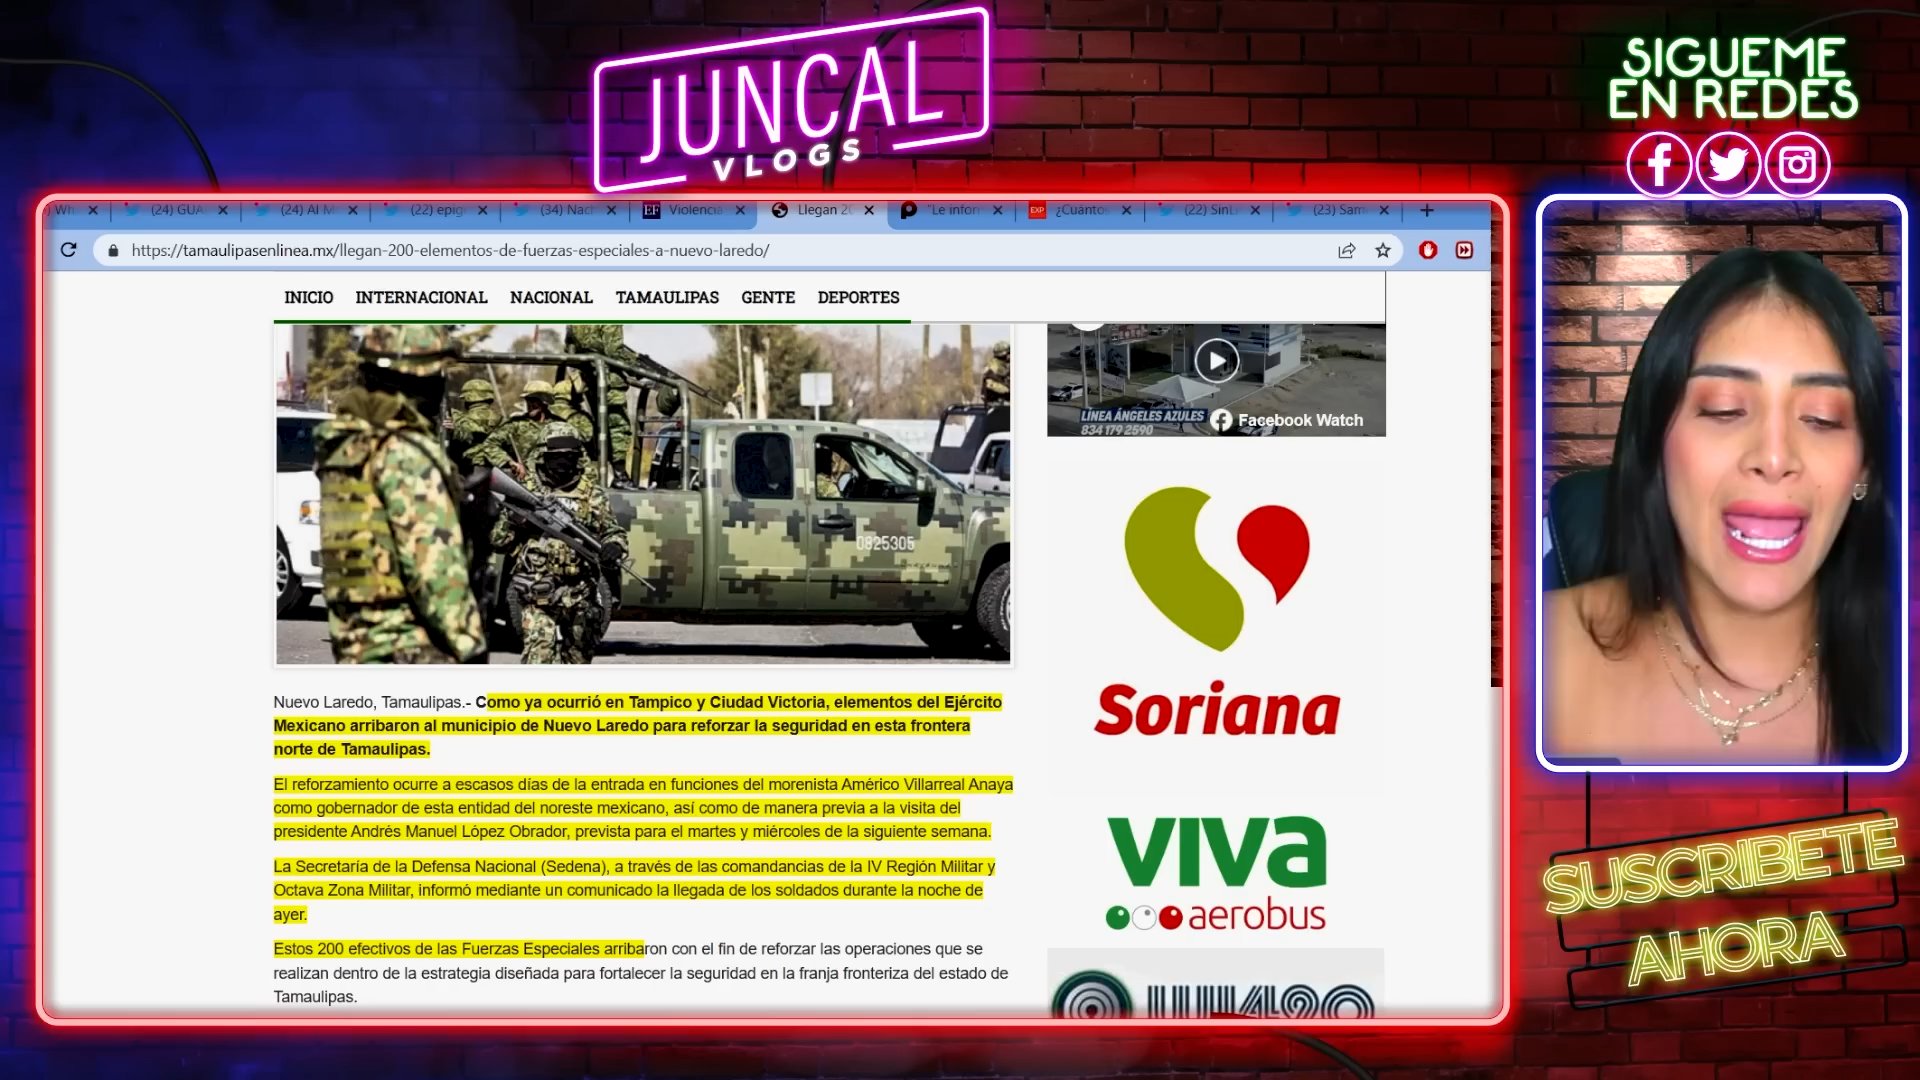 JUNCAL
VLOGS
SIGUEME
EN REDES
(24) GUA
(24) Al M
(22) epig
(34) Naci
EF Violencia
Llegan 20
"Le infor
EXP ¿Cuántos
(22) SinL
(23) Sam
https://tamaulipasenlinea.mx/llegan-200-elementos-de-fuerzas-especiales-a-nuevo-laredo/
INICIO INTERNACIONAL NACIONAL TAMAULIPAS GENTE DEPORTES
0825305
LÍNEA ÁNGELES AZULES
834 179 2590
Facebook Watch
Nuevo Laredo, Tamaulipas.- Como ya ocurrió en Tampico y Ciudad Victoria, elementos del Ejército
Mexicano arribaron al municipio de Nuevo Laredo para reforzar la seguridad en esta frontera
norte de Tamaulipas.
El reforzamiento ocurre a escasos días de la entrada en funciones del morenista Américo Villarreal Anaya
como gobernador de esta entidad del noreste mexicano, así como de manera previa a la visita del
presidente Andrés Manuel López Obrador, prevista para el martes y miércoles de la siguiente semana.
La Secretaría de la Defensa Nacional (Sedena), a través de las comandancias de la IV Región Militar y
Octava Zona Militar, informó mediante un comunicado la llegada de los soldados durante la noche de
ayer.
Estos 200 efectivos de las Fuerzas Especiales arribaron con el fin de reforzar las operaciones que se
realizan dentro de la estrategia diseñada para fortalecer la seguridad en la franja fronteriza del estado de
Tamaulipas.
Soriana
viva
aerobus
SUSCRIBETE
AHORA